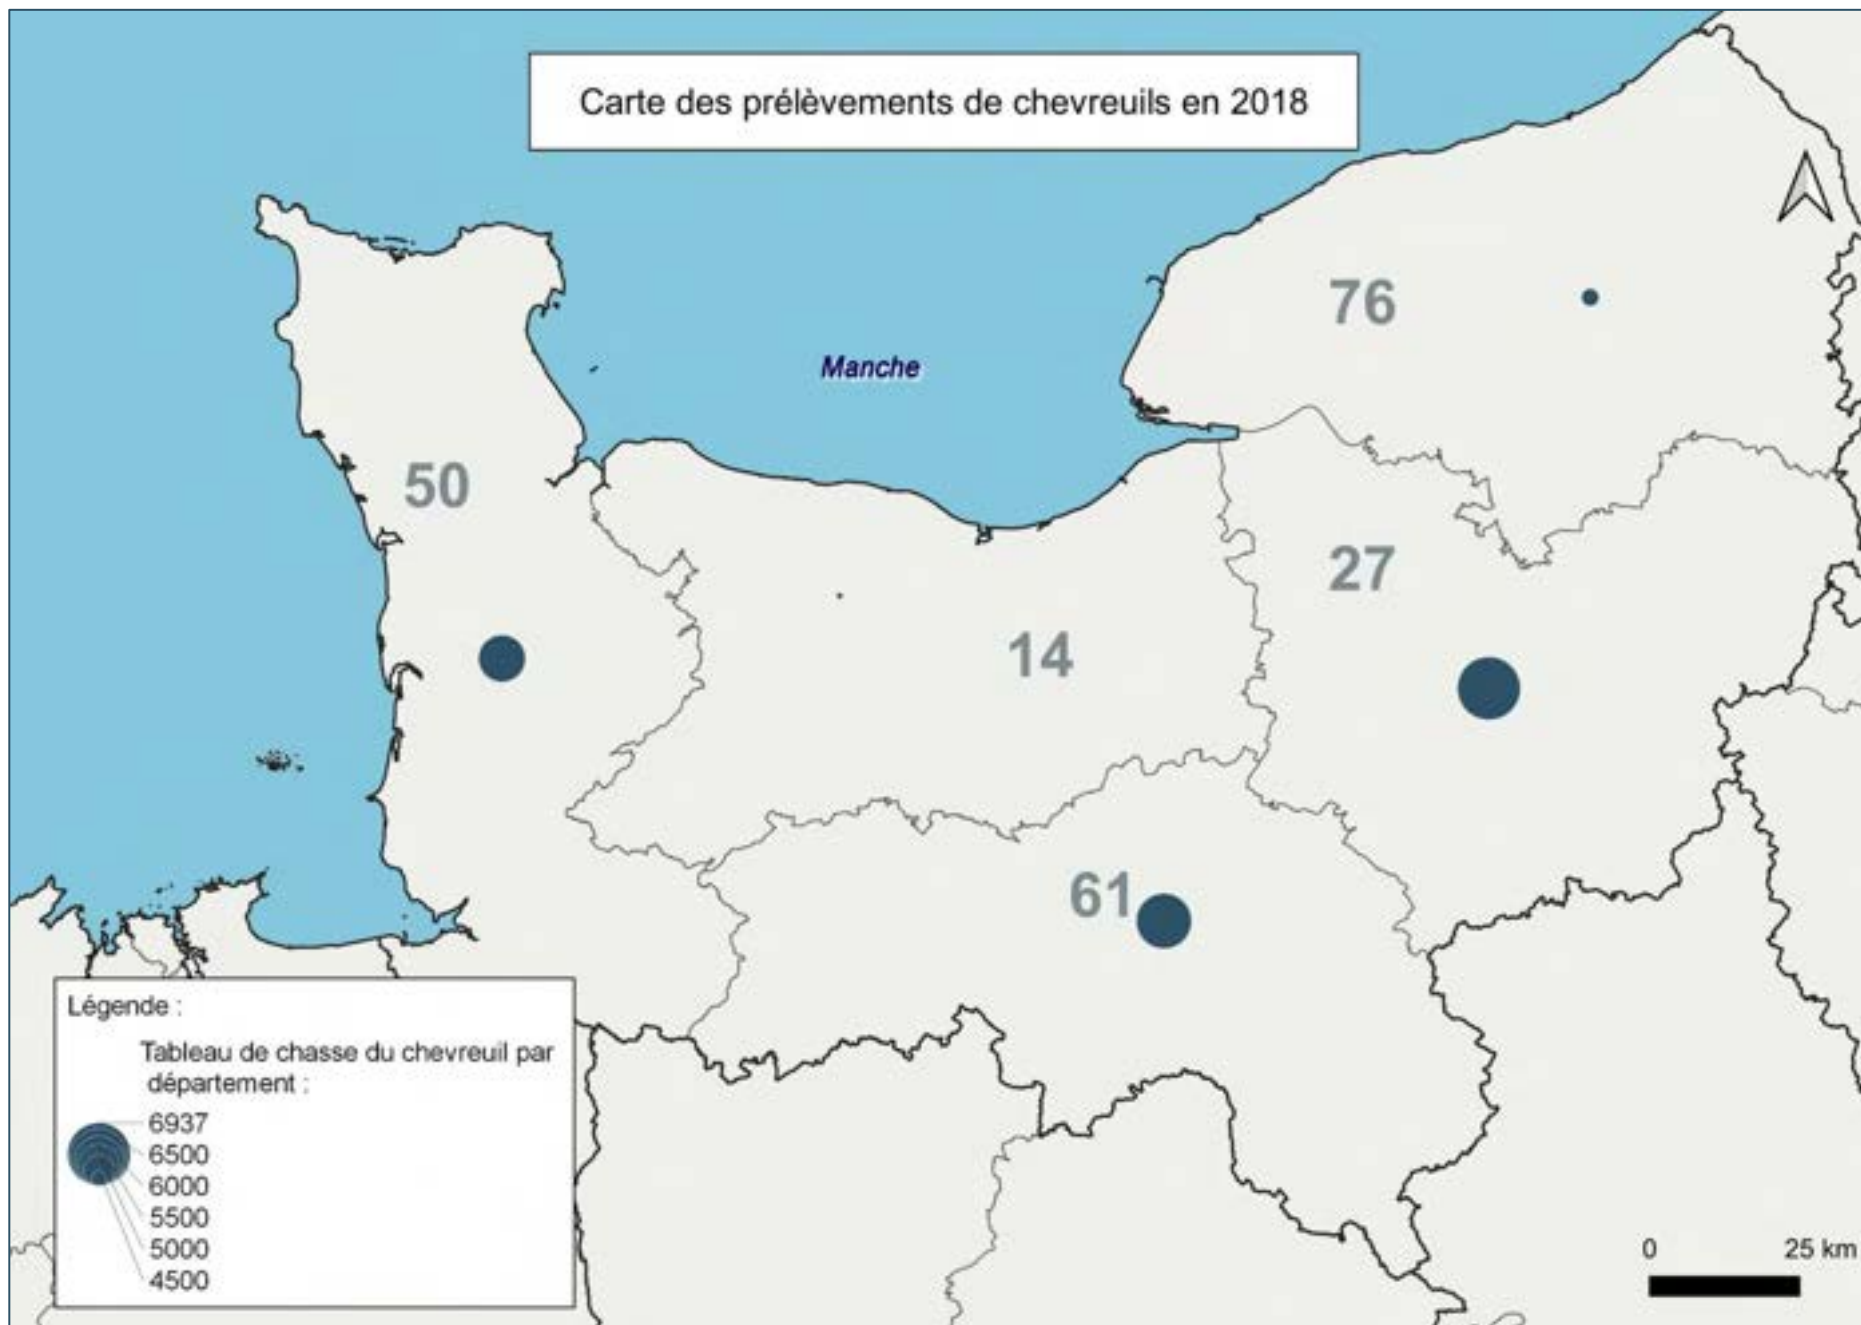 Carte des prélèvements de chevreuils en 2018
76
Manche
50
27
14
61
Légende :
Tableau de chasse du chevreuil par
département :
6937
6500
6000
5500
5000
4500
0 25 km